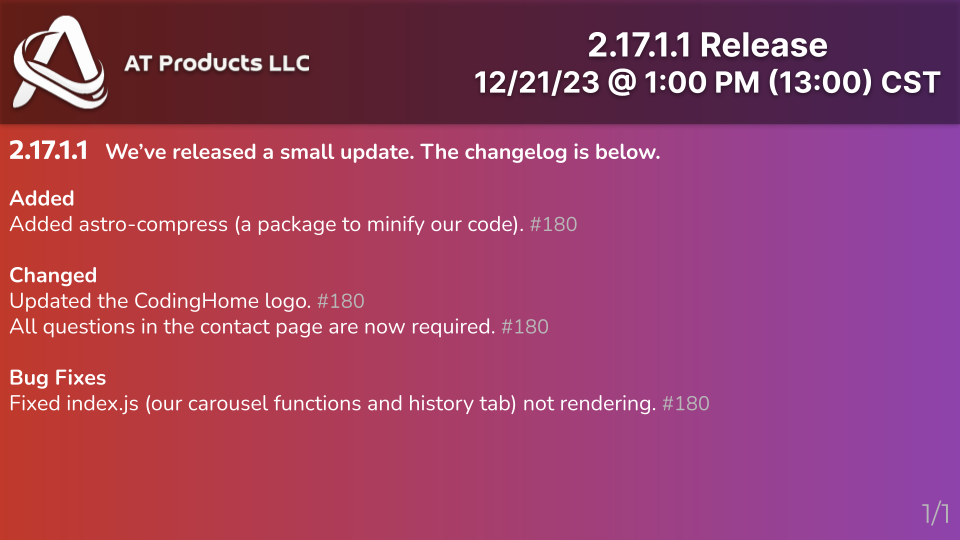 AT Products LLC
2.17.1.1 Release
12/21/23 @ 1:00 PM (13:00) CST
2.17.1.1 We’ve released a small update. The changelog is below.
Added
Added astro-compress (a package to minify our code). #180
Changed
Updated the CodingHome logo. #180
All questions in the contact page are now required. #180
Bug Fixes
Fixed index.js (our carousel functions and history tab) not rendering. #180
1/1